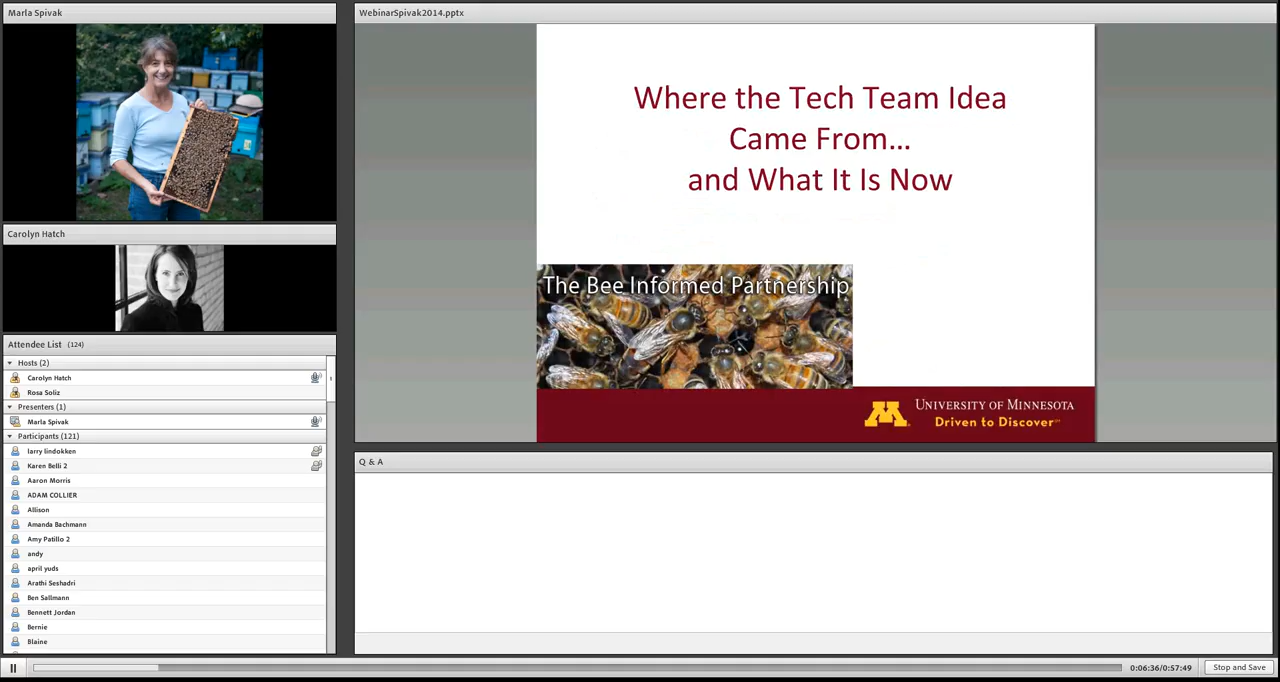 Marla Spivak
Carolyn Hatch
Attendee List (124)
Hosts (2)
Carolyn Hatch
Rosa Soliz
Presenters (1)
Marla Spivak
Participants (121)
larry lindokken
Karen Belli 2
Aaron Morris
ADAM COLLIER
Allison
Amanda Bachmann
Amy Patillo 2
andy
april yuds
Arathi Seshadri
Ben Sallmann
Bennett Jordan
Bernie
Blaine
WebinarSpivak2014.pptx
Where the Tech Team Idea
Came From...
and What It Is Now
The Bee Informed Partnership
M
UNIVERSITY OF MINNESOTA
Driven to Discover℠
Q & A
0:06:36/0:57:49
Stop and Save